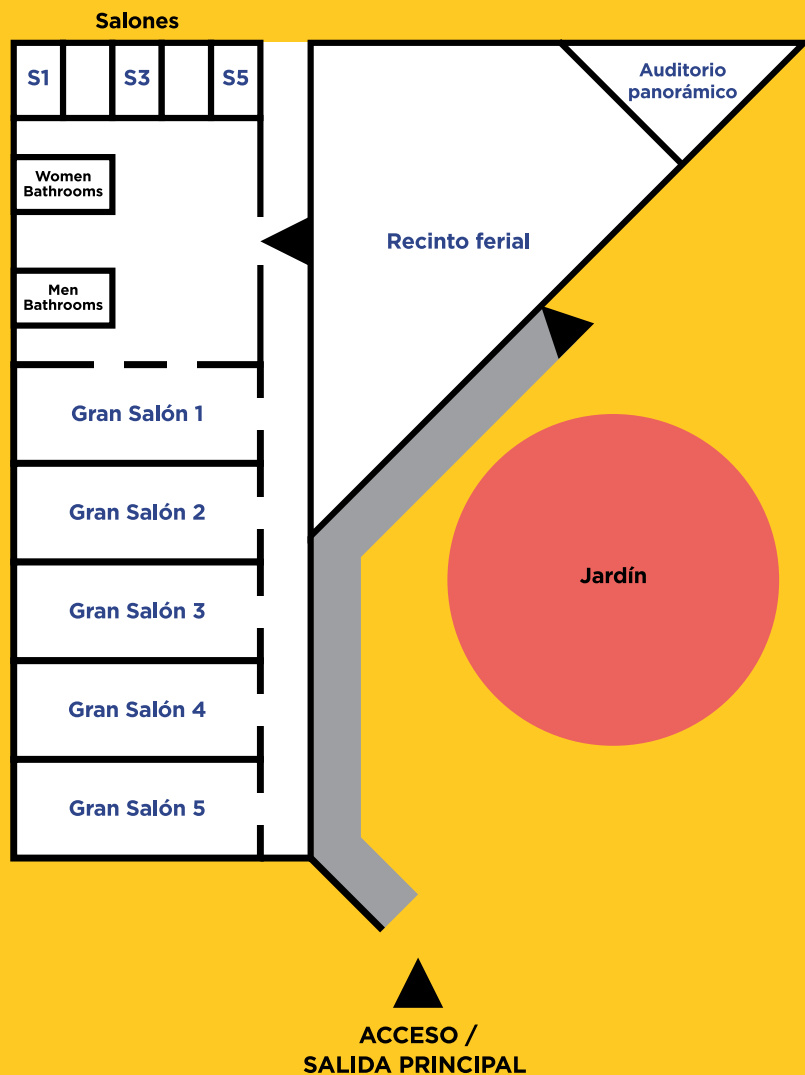 Salones
S1
S3
S5
Auditorio
panorámico
Women
Bathrooms
Recinto ferial
Men
Bathrooms
Gran Salón 1
Gran Salón 2
Gran Salón 3
Jardín
Gran Salón 4
Gran Salón 5
ACCESO /
SALIDA PRINCIPAL